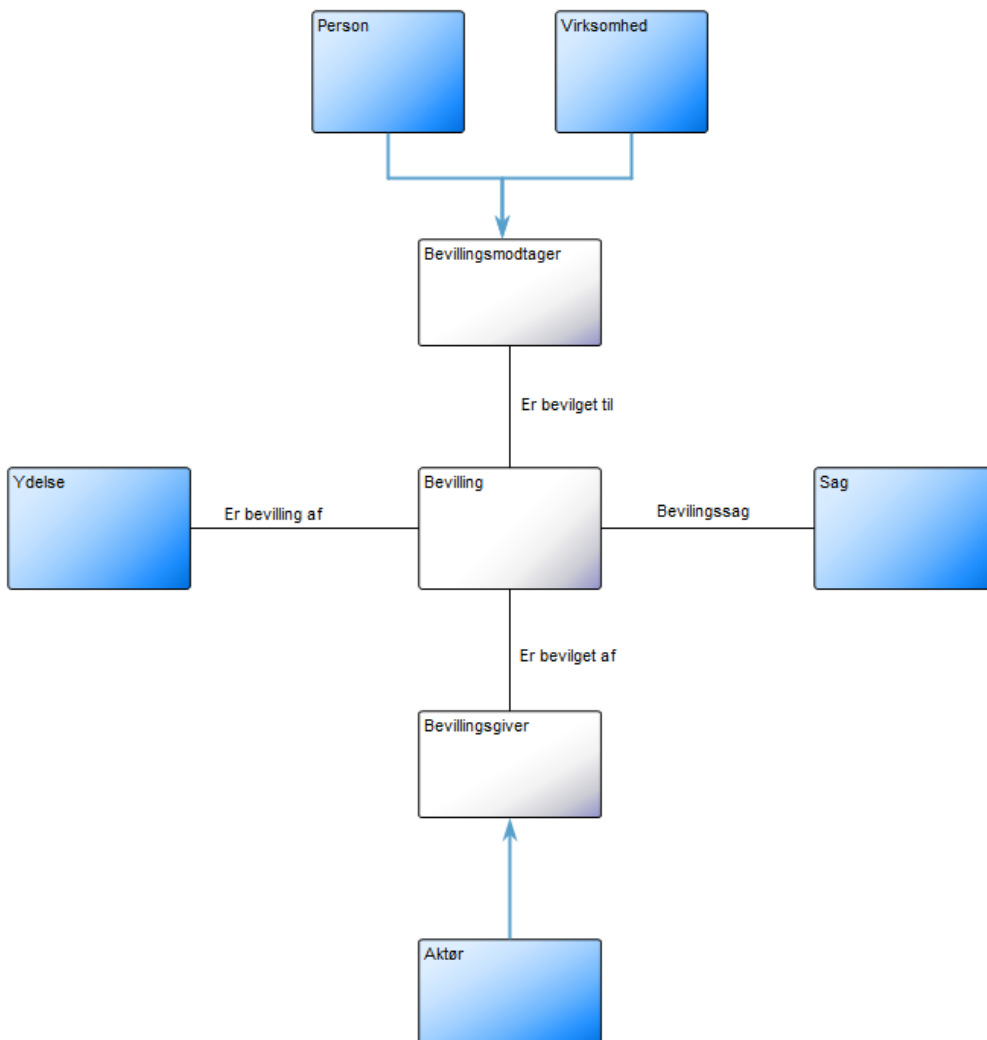 Person
Virksomhed
Bevillingsmodtager
Er bevilget til
Ydelse
Er bevilling af
Bevilling
Bevilingssag
Sag
Er bevilget af
Bevillingsgiver
Aktør